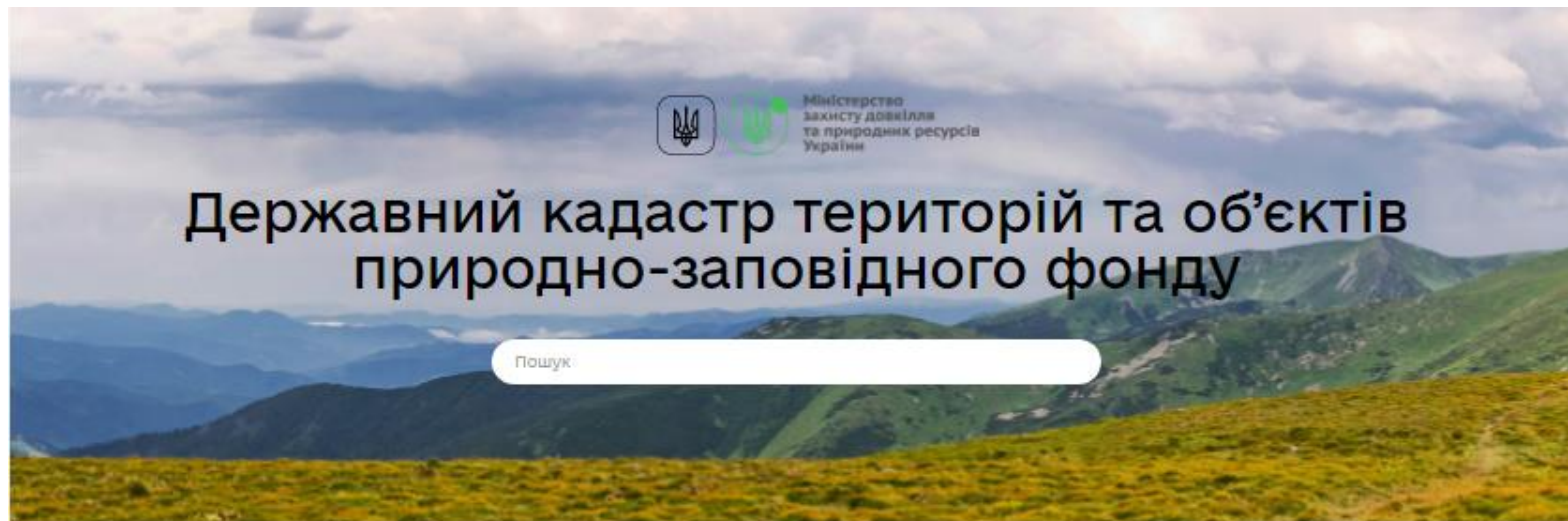 Міністерство
захисту довкілля
та природних ресурсів
України
Державний кадастр територій та об’єктів
природно-заповідного фонду
Пошук